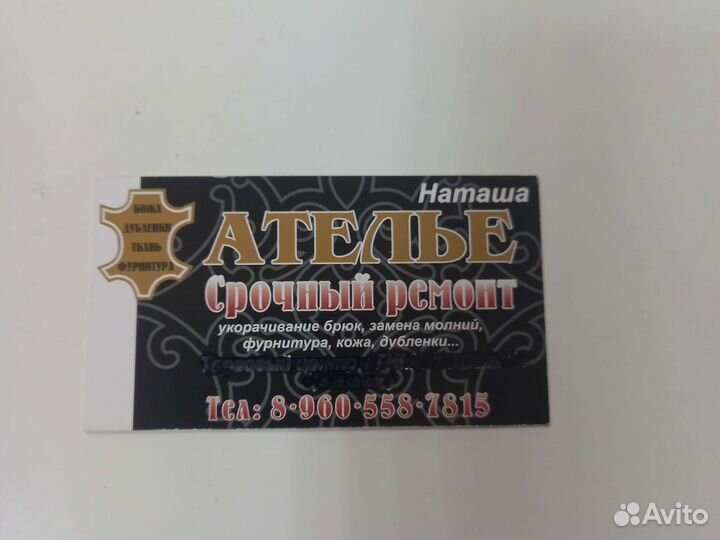 Наташа
КОЖА
ДУБЛЕНКИ
ТКАНЬ
ФУРНИТУРА
АТЕЛЬЕ
Срочный ремонт
укорачивание брюк, замена молний,
фурнитура, кожа, дубленки...
Торговый
Тел: 8-960-558-7815
Avito